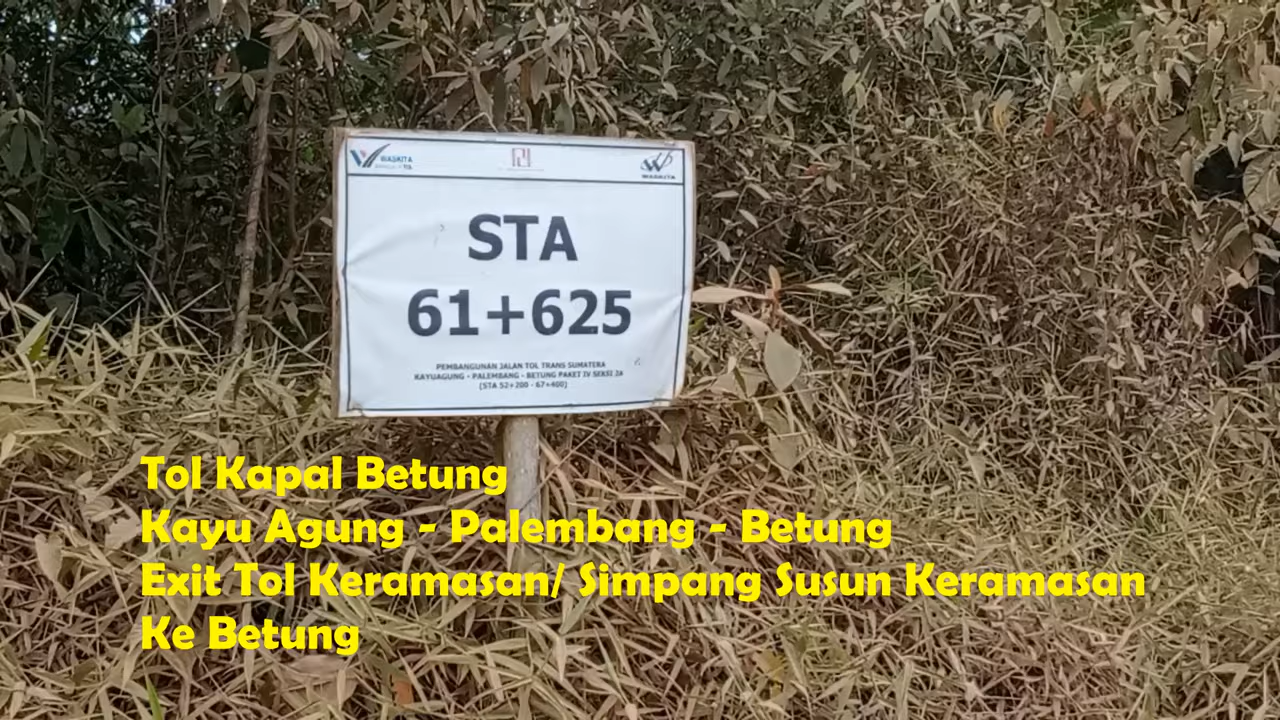 WASKITA
WASKITA
STA
61+625
PEMBANGUNAN JALAN TOL TRANS SUMATERA
KAYUAGUNG - PALEMBANG - BETUNG PAKET IV SEKSI 2A
(STA 52+200 - 67+400)
Tol Kapal Betung
Kayu Agung - Palembang - Betung
Exit Tol Keramasan/ Simpang Susun Keramasan
Ke Betung